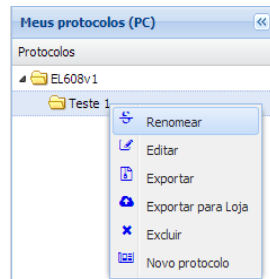 Meus protocolos (PC)
Protocolos
EL608v1
Teste 1
Renomear
Editar
Exportar
Exportar para Loja
Excluir
Novo protocolo